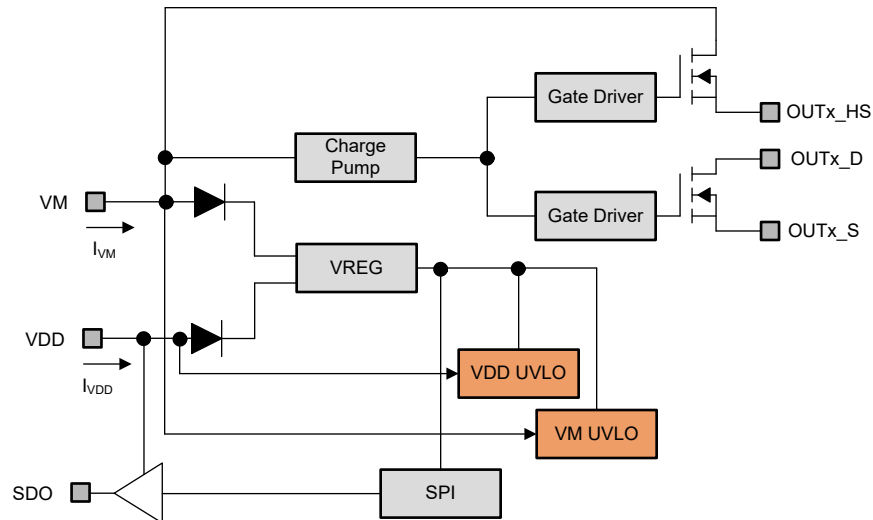 Gate Driver
OUTx_HS
Charge
Pump
OUTx_D
VM
Gate Driver
OUTx_S
IVM
VREG
VDD
IVDD
VDD UVLO
VM UVLO
SDO
SPI